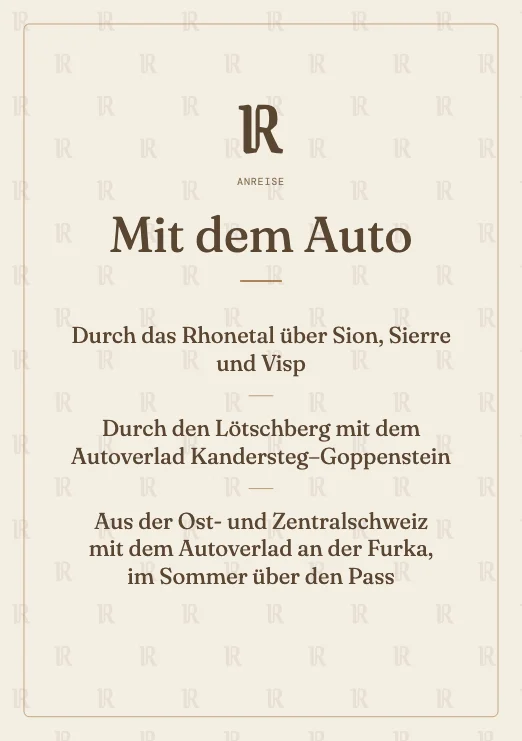 R
ANREISE
Mit dem Auto
Durch das Rhonetal über Sion, Sierre
und Visp
Durch den Lötschberg mit dem
Autoverlad Kandersteg–Goppenstein
Aus der Ost- und Zentralschweiz
mit dem Autoverlad an der Furka,
im Sommer über den Pass